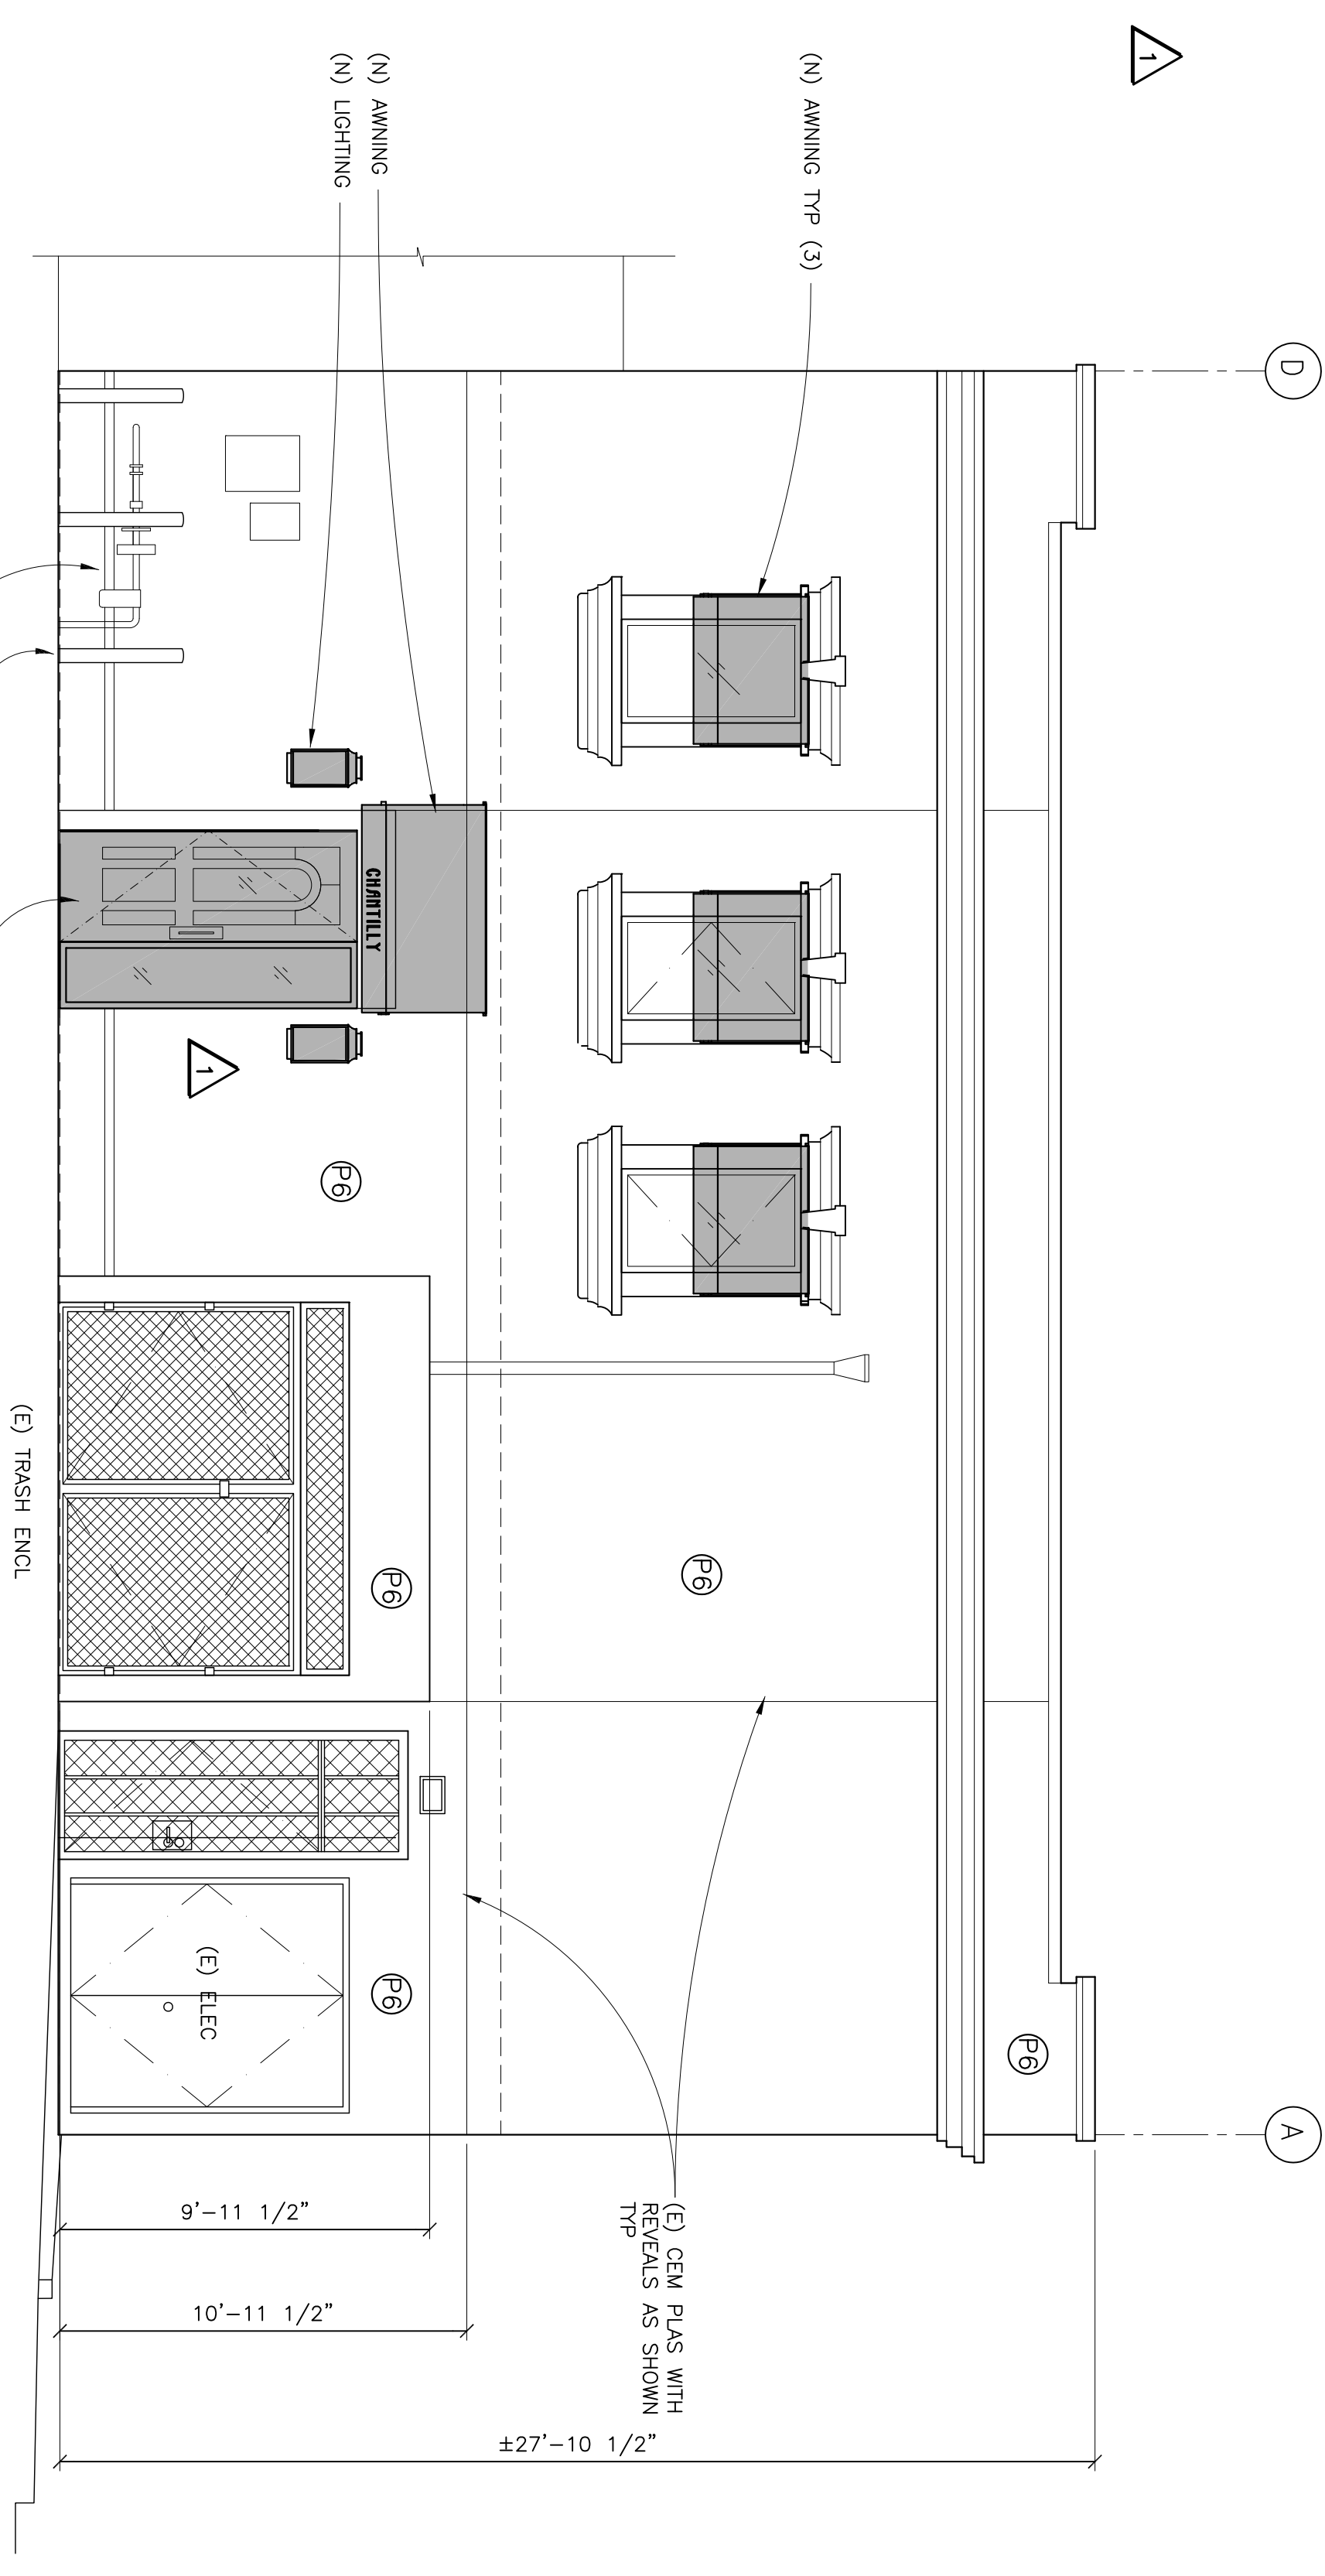 D
A
1
(N) AWNING TYP (3)
(N) AWNING
(N) LIGHTING
CHANTILLY
1
P6
P6
P6
P6
P6
(E) ELEC
(E) TRASH ENCL
(E) CEM PLAS WITH
REVEALS AS SHOWN
TYP
9'-11 1/2"
10'-11 1/2"
±27'-10 1/2"